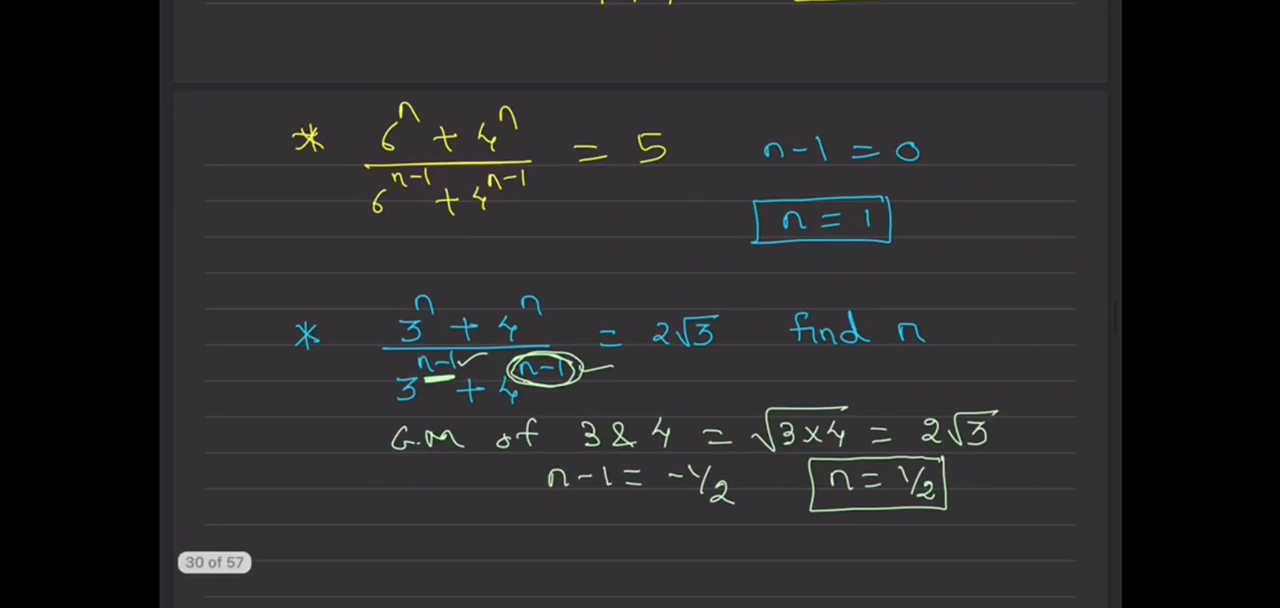 * (6^n + 4^n) / (6^(n-1) + 4^(n-1)) = 5
n-1 = 0
n = 1
* (3^n + 4^n) / (3^(n-1) + 4^(n-1)) = 2√3 find n
G.M of 3 & 4 = √(3×4) = 2√3
n-1 = -1/2 n = 1/2
30 of 57